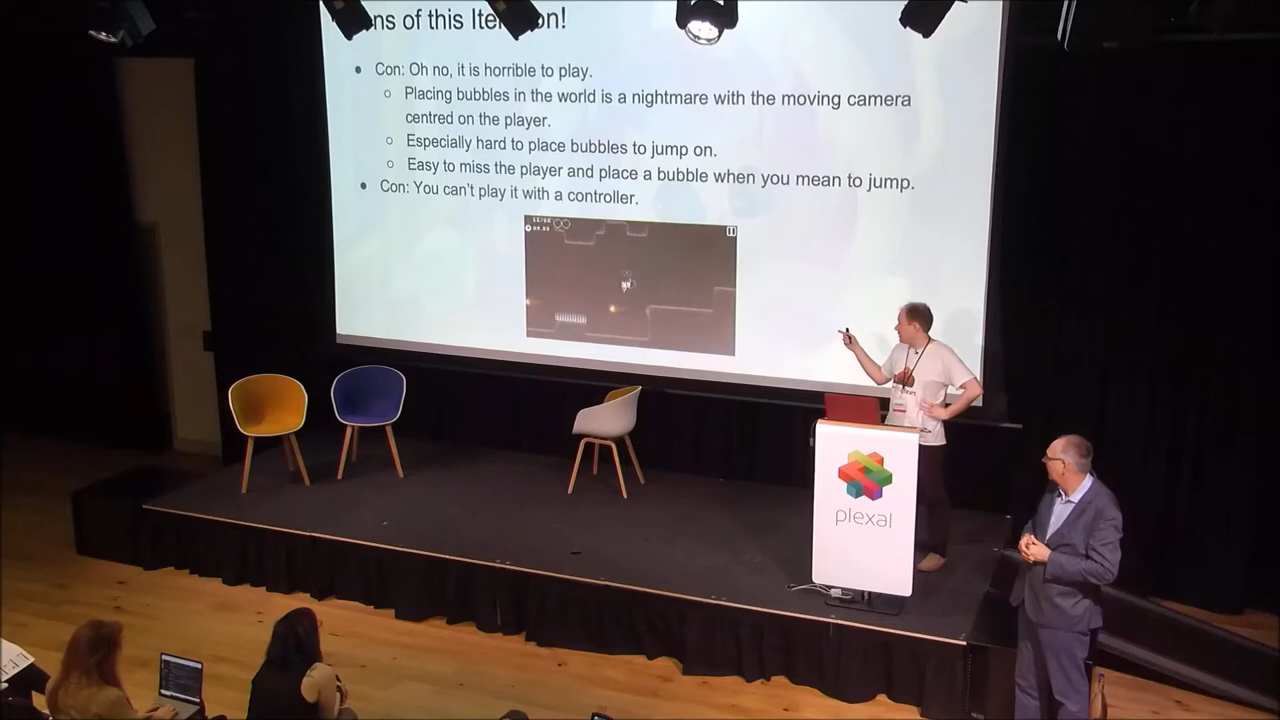 ns of this Ite on!
• Con: Oh no, it is horrible to play.
○ Placing bubbles in the world is a nightmare with the moving camera
centred on the player.
○ Especially hard to place bubbles to jump on.
○ Easy to miss the player and place a bubble when you mean to jump.
• Con: You can't play it with a controller.
plexal